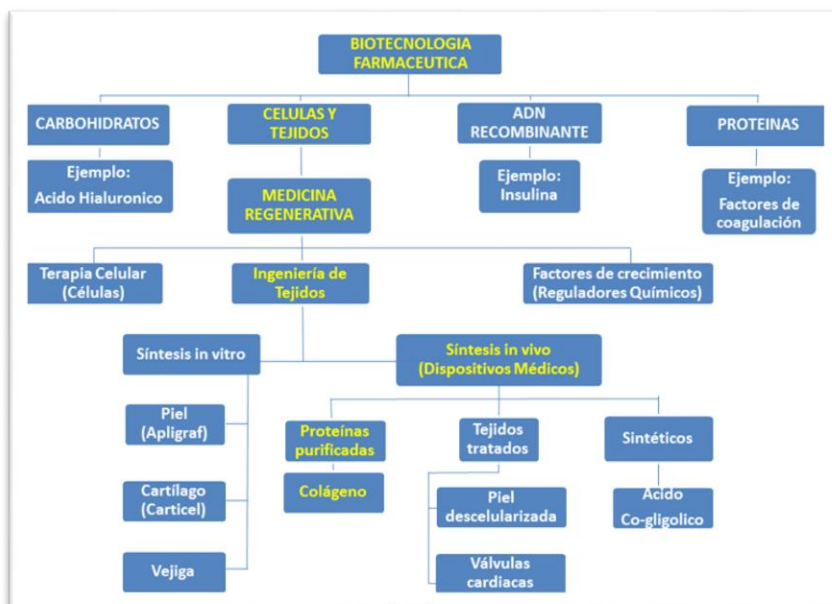 BIOTECNOLOGIA
FARMACEUTICA
CARBOHIDRATOS
CELULAS Y
TEJIDOS
ADN
RECOMBINANTE
PROTEINAS
Ejemplo:
Acido Hialuronico
Ejemplo:
Insulina
Ejemplo:
Factores de
coagulación
MEDICINA
REGENERATIVA
Terapia Celular
(Células)
Ingeniería de
Tejidos
Factores de crecimiento
(Reguladores Químicos)
Síntesis in vitro
Síntesis in vivo
(Dispositivos Médicos)
Piel
(Apligraf)
Cartílago
(Carticel)
Vejiga
Proteínas
purificadas
Colágeno
Tejidos
tratados
Piel
descelularizada
Válvulas
cardiacas
Sintéticos
Acido
Co-gligolico